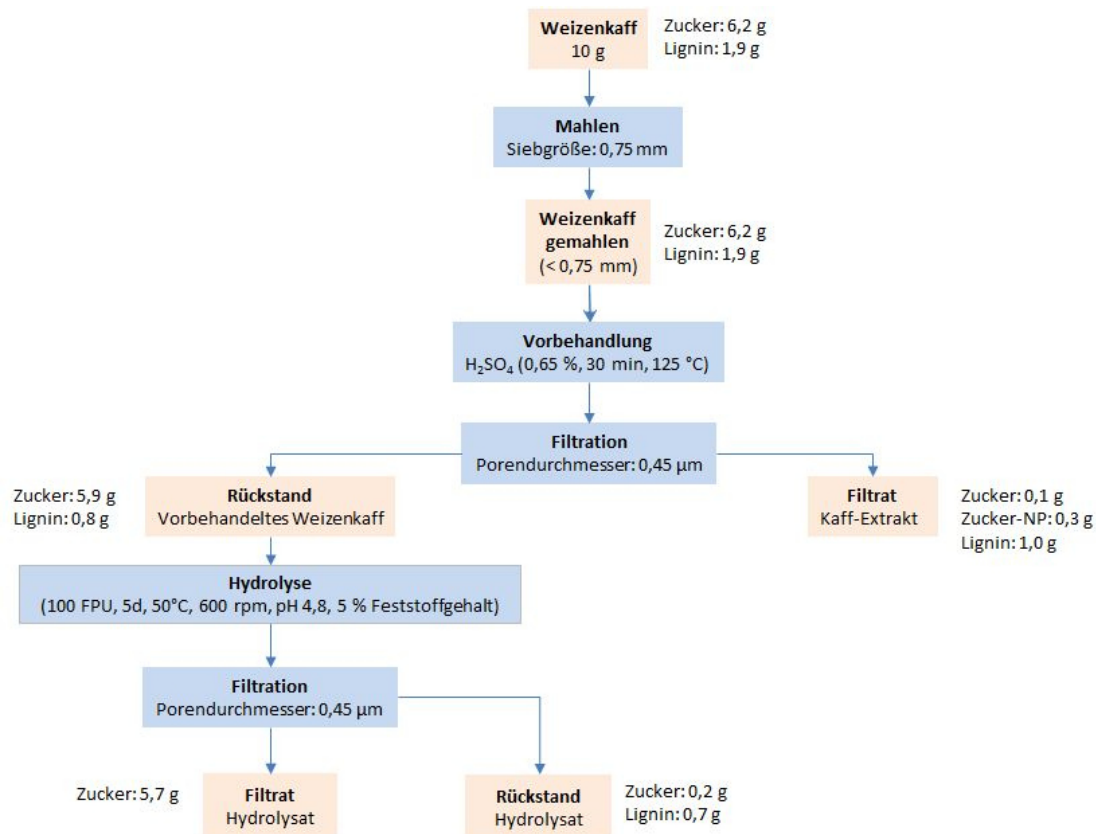 Weizenkaff
10 g
Zucker: 6,2 g
Lignin: 1,9 g
Mahlen
Siebgröße: 0,75 mm
Weizenkaff
gemahlen
(< 0,75 mm)
Zucker: 6,2 g
Lignin: 1,9 g
Vorbehandlung
H₂SO₄ (0,65 %, 30 min, 125 °C)
Filtration
Porendurchmesser: 0,45 µm
Zucker: 5,9 g
Lignin: 0,8 g
Rückstand
Vorbehandeltes Weizenkaff
Filtrat
Kaff-Extrakt
Zucker: 0,1 g
Zucker-NP: 0,3 g
Lignin: 1,0 g
Hydrolyse
(100 FPU, 5d, 50°C, 600 rpm, pH 4,8, 5 % Feststoffgehalt)
Filtration
Porendurchmesser: 0,45 µm
Zucker: 5,7 g
Filtrat
Hydrolysat
Rückstand
Hydrolysat
Zucker: 0,2 g
Lignin: 0,7 g